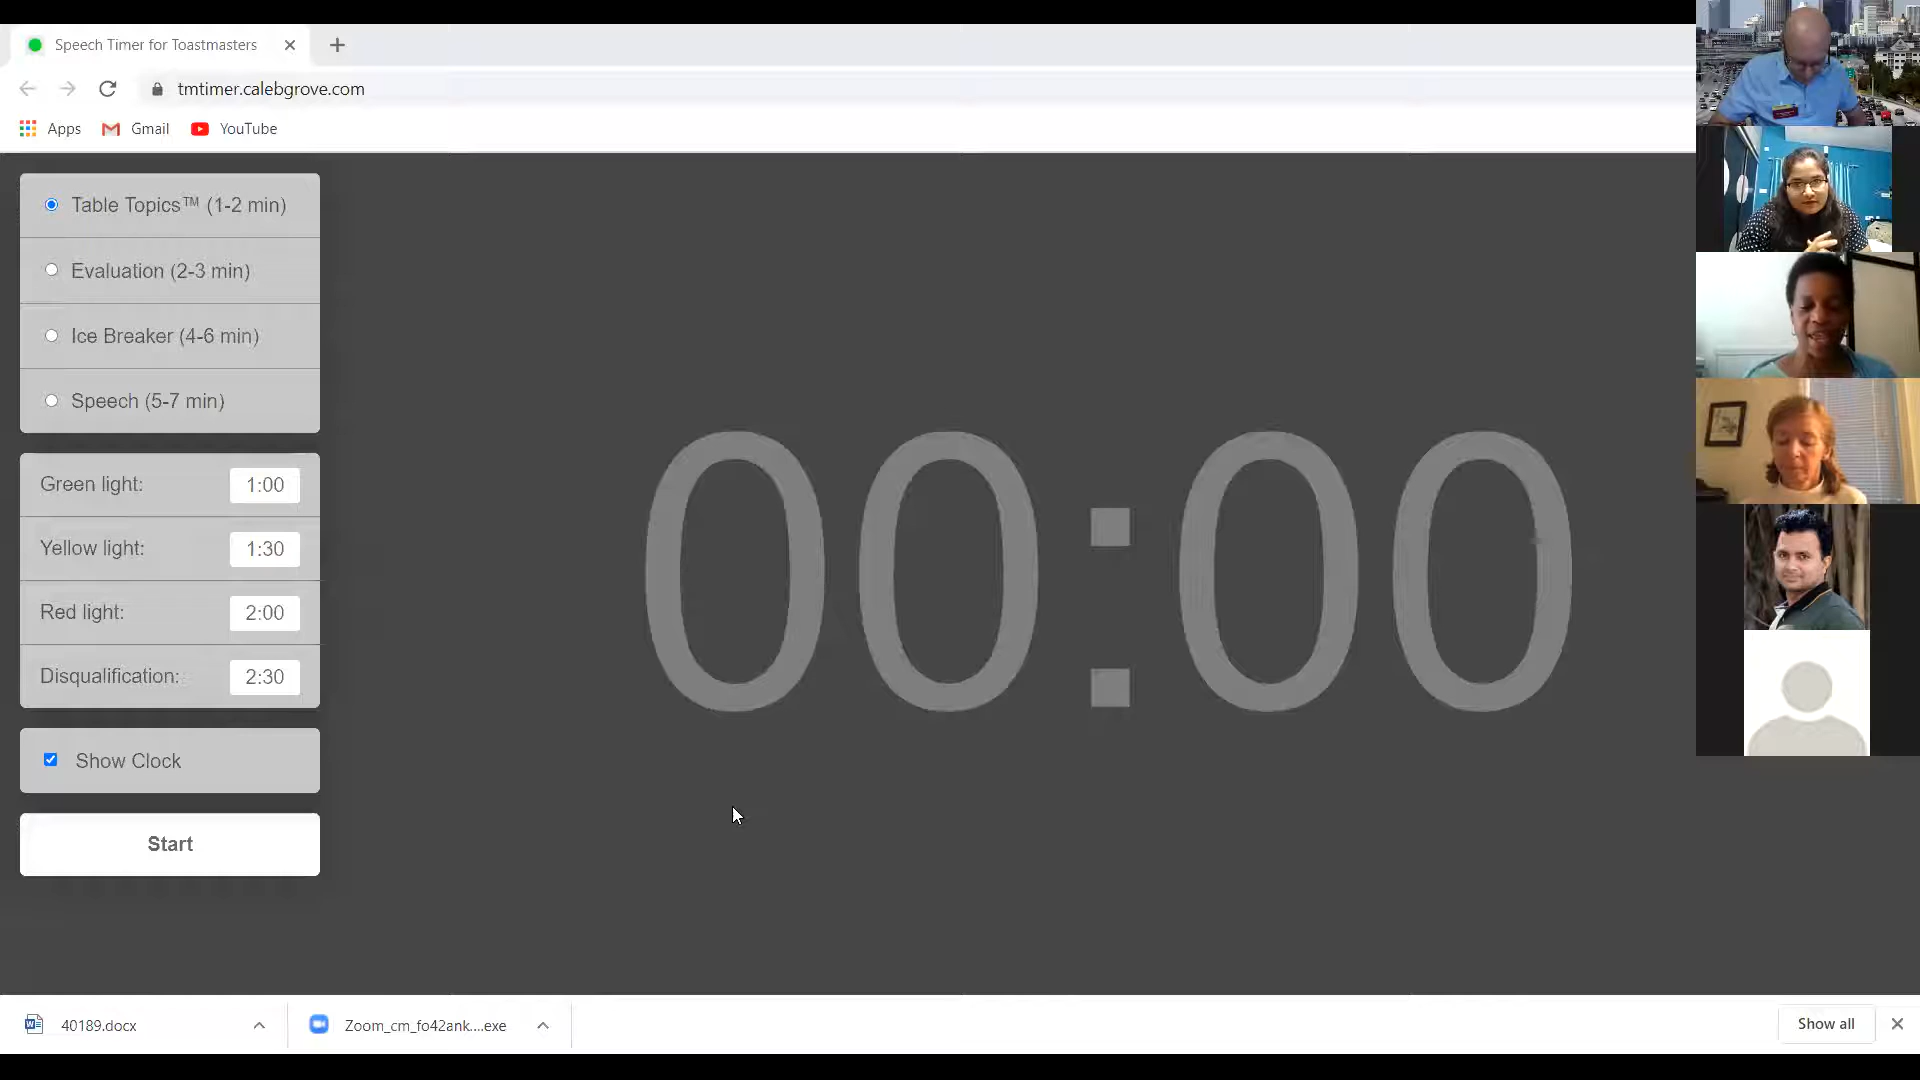 Speech Timer for Toastmasters
tmtimer.calebgrove.com
Apps Gmail YouTube
Table Topics™ (1-2 min)
Evaluation (2-3 min)
Ice Breaker (4-6 min)
Speech (5-7 min)
Green light: 1:00
Yellow light: 1:30
Red light: 2:00
Disqualification: 2:30
Show Clock
Start
00:00
40189.docx
Zoom_cm_fo42ank....exe
Show all